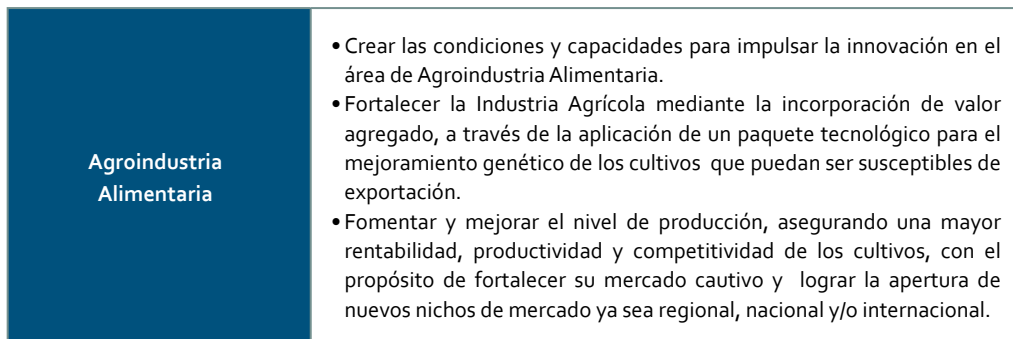 Agroindustria
Alimentaria
• Crear las condiciones y capacidades para impulsar la innovación en el
área de Agroindustria Alimentaria.
• Fortalecer la Industria Agrícola mediante la incorporación de valor
agregado, a través de la aplicación de un paquete tecnológico para el
mejoramiento genético de los cultivos que puedan ser susceptibles de
exportación.
• Fomentar y mejorar el nivel de producción, asegurando una mayor
rentabilidad, productividad y competitividad de los cultivos, con el
propósito de fortalecer su mercado cautivo y lograr la apertura de
nuevos nichos de mercado ya sea regional, nacional y/o internacional.